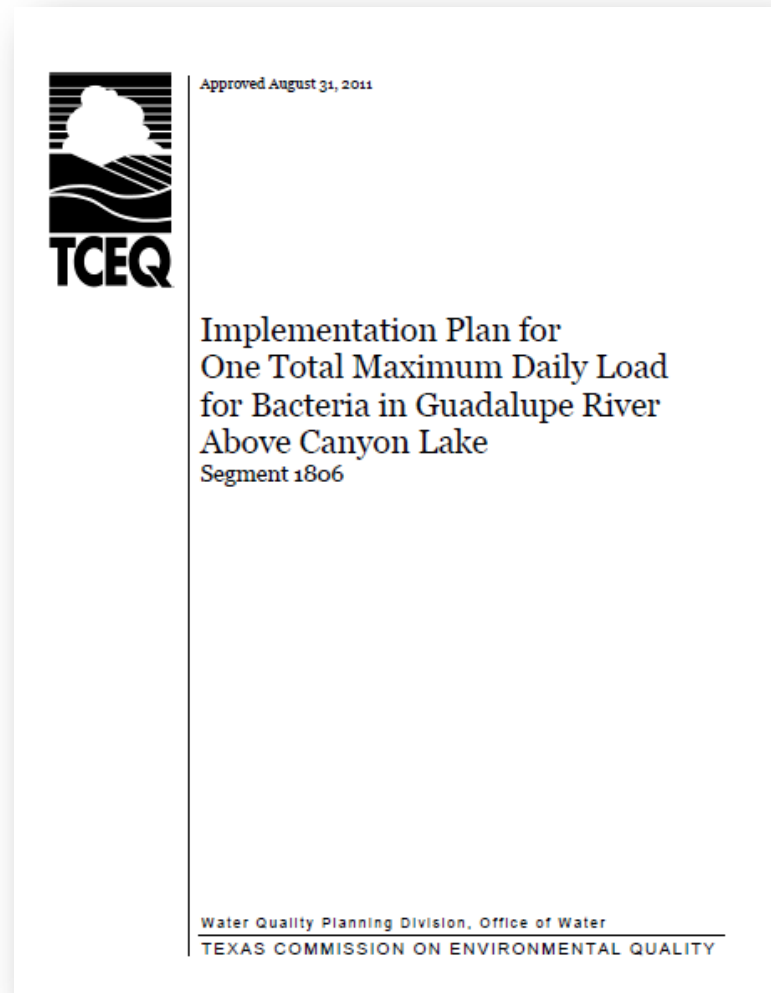 Approved August 31, 2011
TCEQ
Implementation Plan for
One Total Maximum Daily Load
for Bacteria in Guadalupe River
Above Canyon Lake
Segment 1806
Water Quality Planning Division, Office of Water
TEXAS COMMISSION ON ENVIRONMENTAL QUALITY